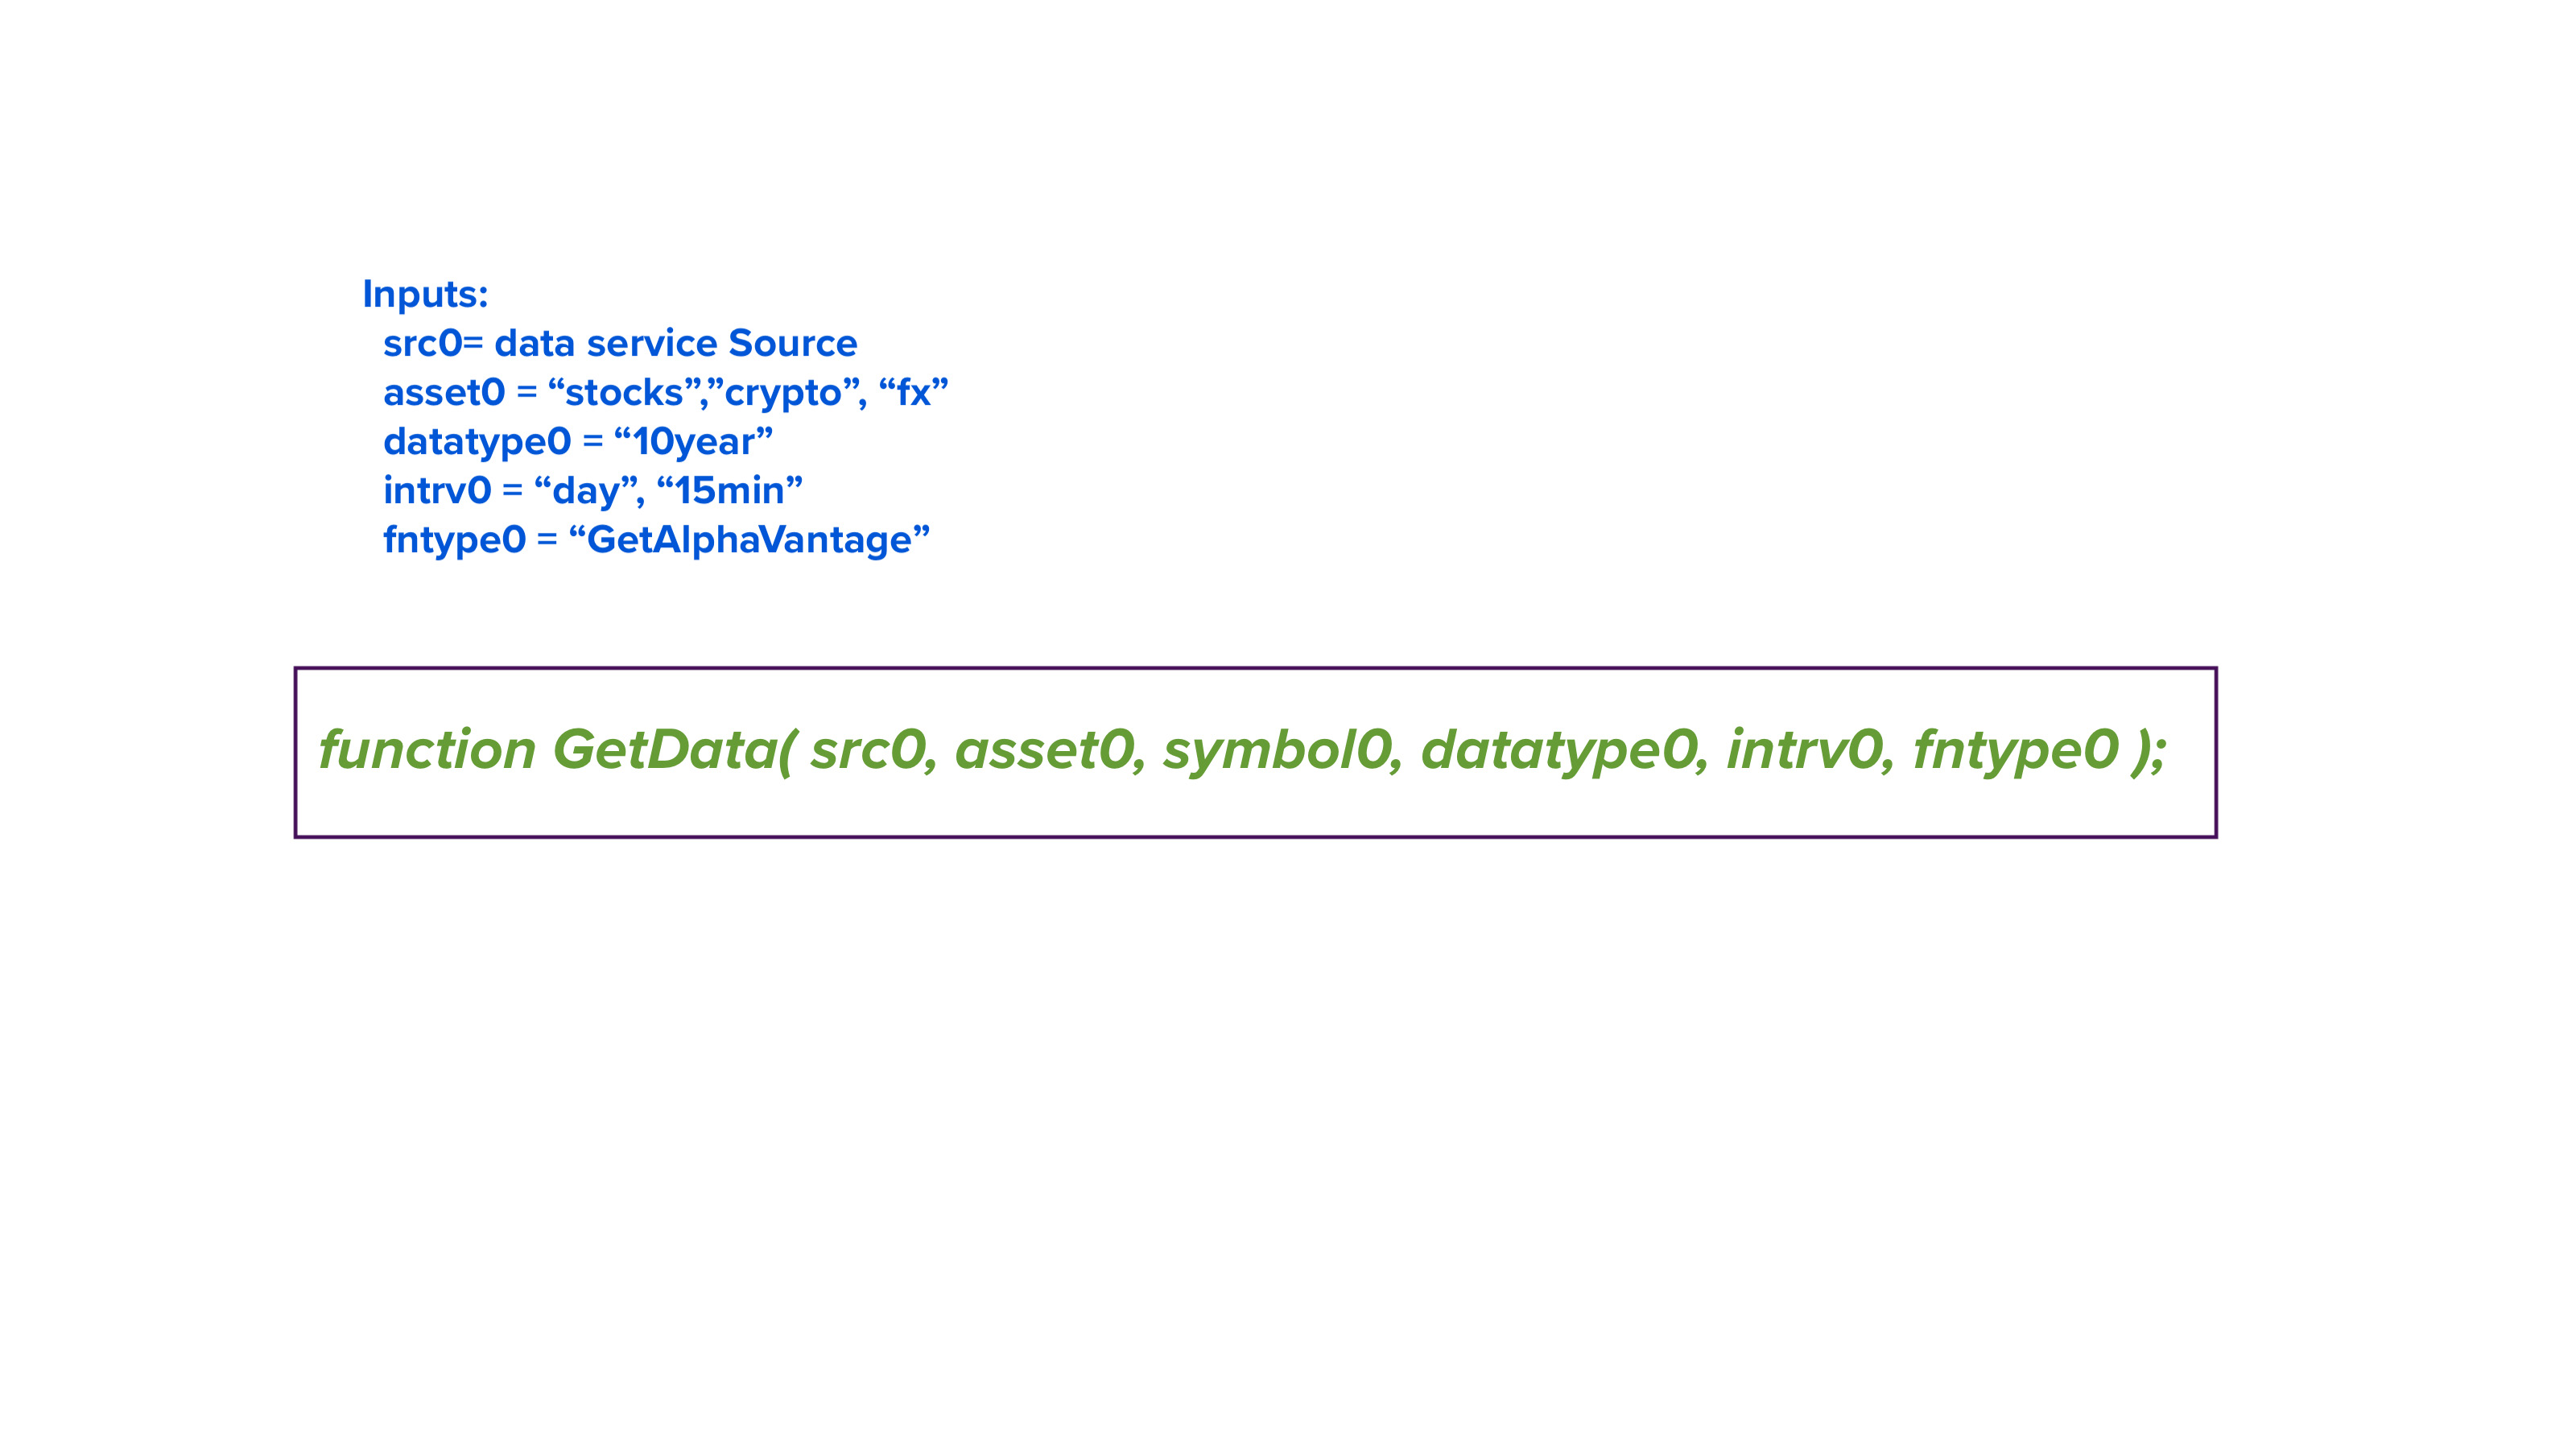 Inputs:
src0= data service Source
asset0 = “stocks”,”crypto”, “fx”
datatype0 = “10year”
intrv0 = “day”, “15min”
fntype0 = “GetAlphaVantage”
function GetData( src0, asset0, symbol0, datatype0, intrv0, fntype0 );